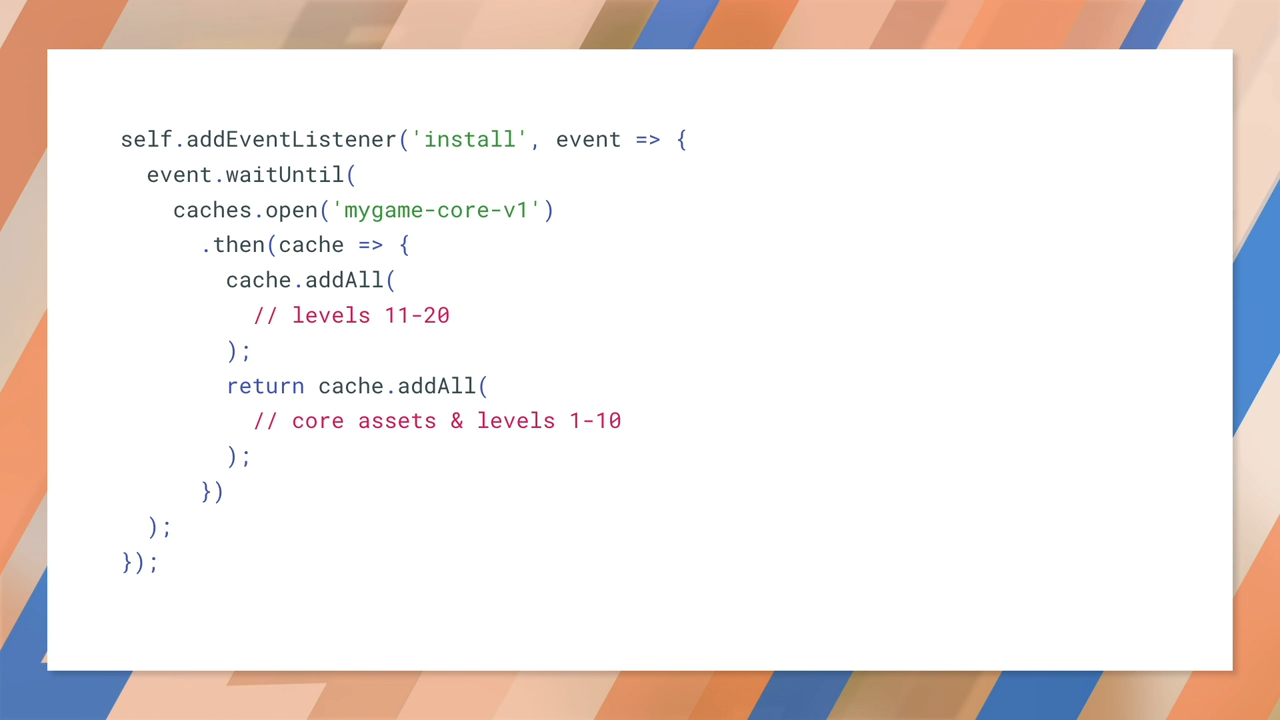 self.addEventListener('install', event => {
  event.waitUntil(
    caches.open('mygame-core-v1')
      .then(cache => {
        cache.addAll(
          // levels 11-20
        );
        return cache.addAll(
          // core assets & levels 1-10
        );
      })
  );
});